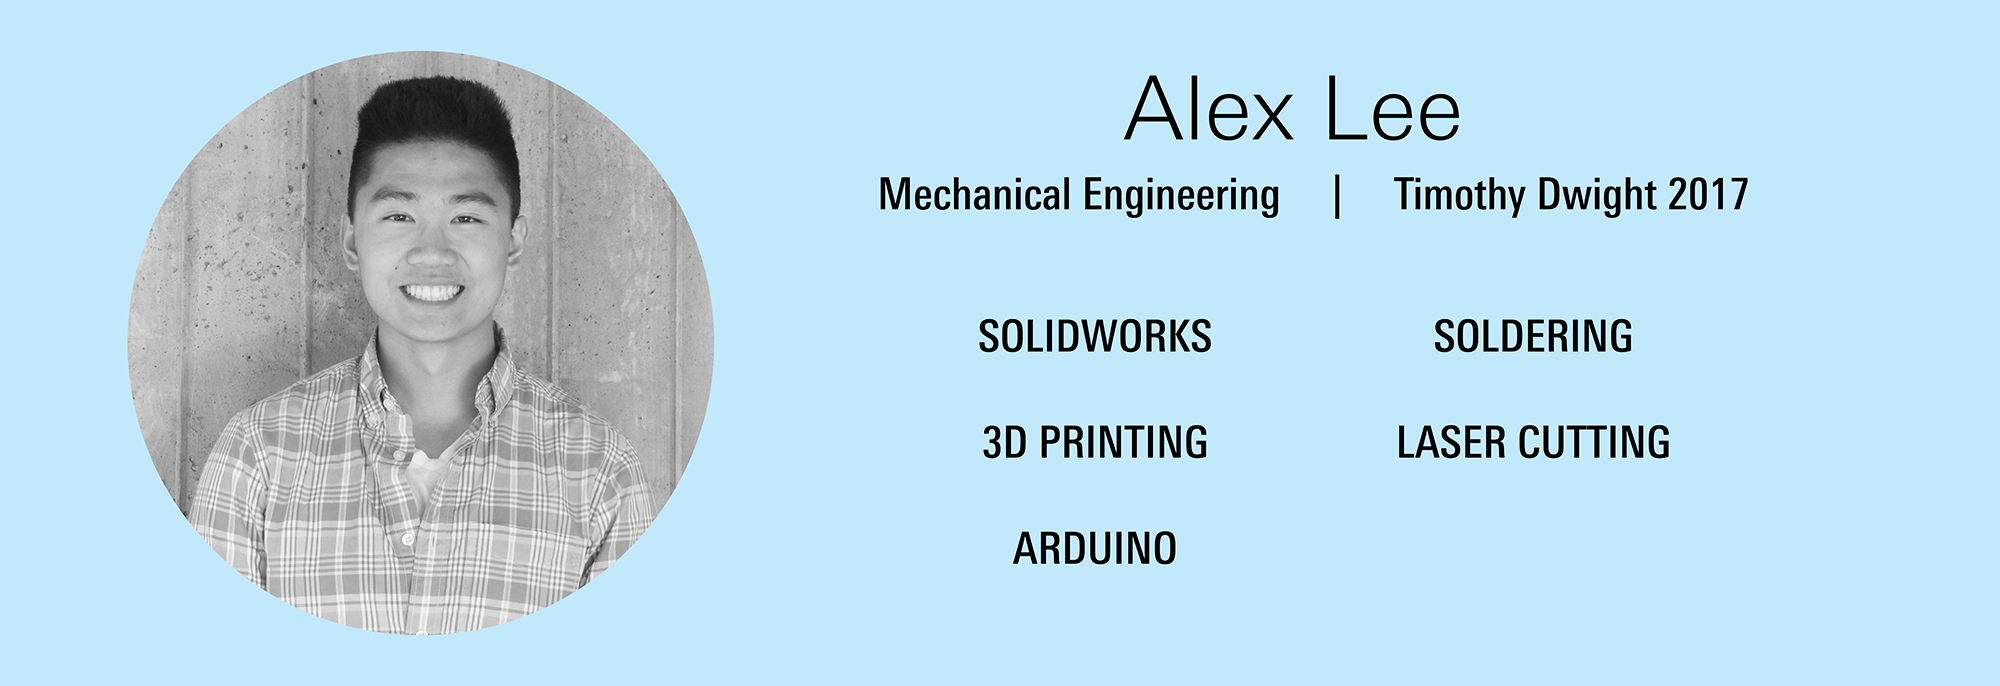 Alex Lee
Mechanical Engineering | Timothy Dwight 2017
SOLIDWORKS SOLDERING
3D PRINTING LASER CUTTING
ARDUINO